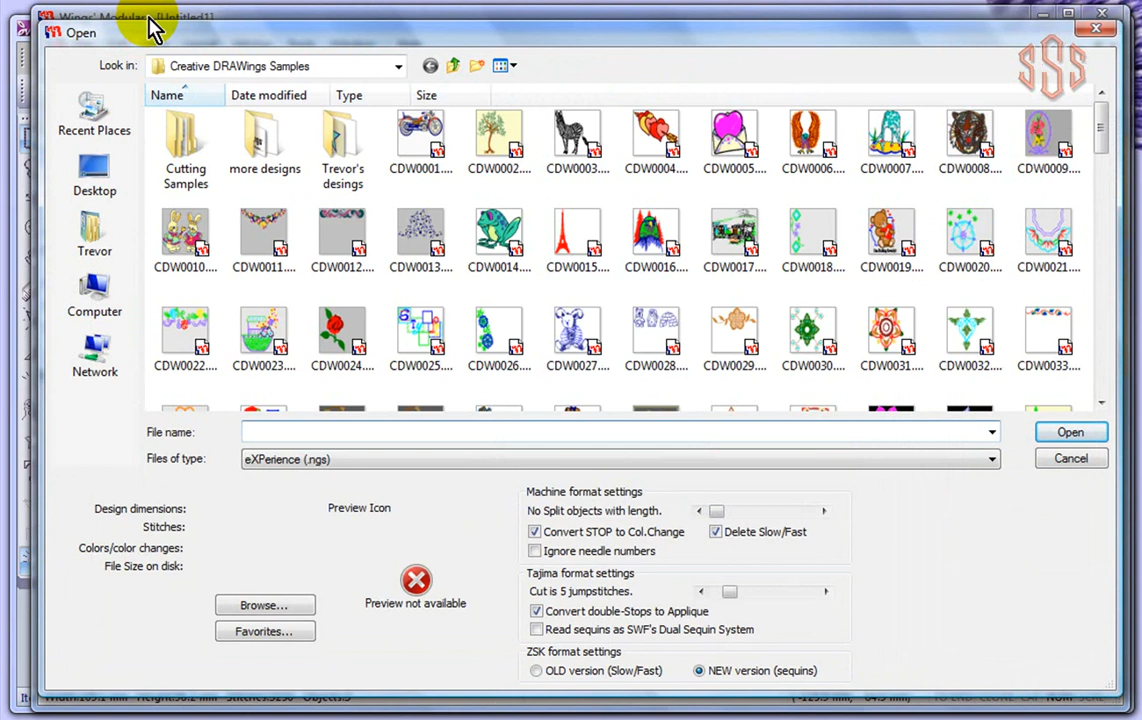 Wings' Modular - [Untitled1]
Open
SSS
Look in: Creative DRAWings Samples
Name Date modified Type Size
Recent Places
Desktop
Trevor
Computer
Network
Cutting Samples
more designs
Trevor's desings
CDW0001.... CDW0002.... CDW0003.... CDW0004.... CDW0005.... CDW0006.... CDW0007.... CDW0008.... CDW0009....
CDW0010.... CDW0011.... CDW0012.... CDW0013.... CDW0014.... CDW0015.... CDW0016.... CDW0017.... CDW0018.... CDW0019.... CDW0020.... CDW0021....
CDW0022.... CDW0023.... CDW0024.... CDW0025.... CDW0026.... CDW0027.... CDW0028.... CDW0029.... CDW0030.... CDW0031.... CDW0032.... CDW0033....
File name:
Open
Files of type: eXPerience (.ngs)
Cancel
Design dimensions:
Stitches:
Colors/color changes:
File Size on disk:
Preview Icon
Preview not available
Browse...
Favorites...
Machine format settings
No Split objects with length.
Convert STOP to Col.Change
Delete Slow/Fast
Ignore needle numbers
Tajima format settings
Cut is 5 jumpstitches.
Convert double-Stops to Applique
Read sequins as SWF's Dual Sequin System
ZSK format settings
OLD version (Slow/Fast)
NEW version (sequins)